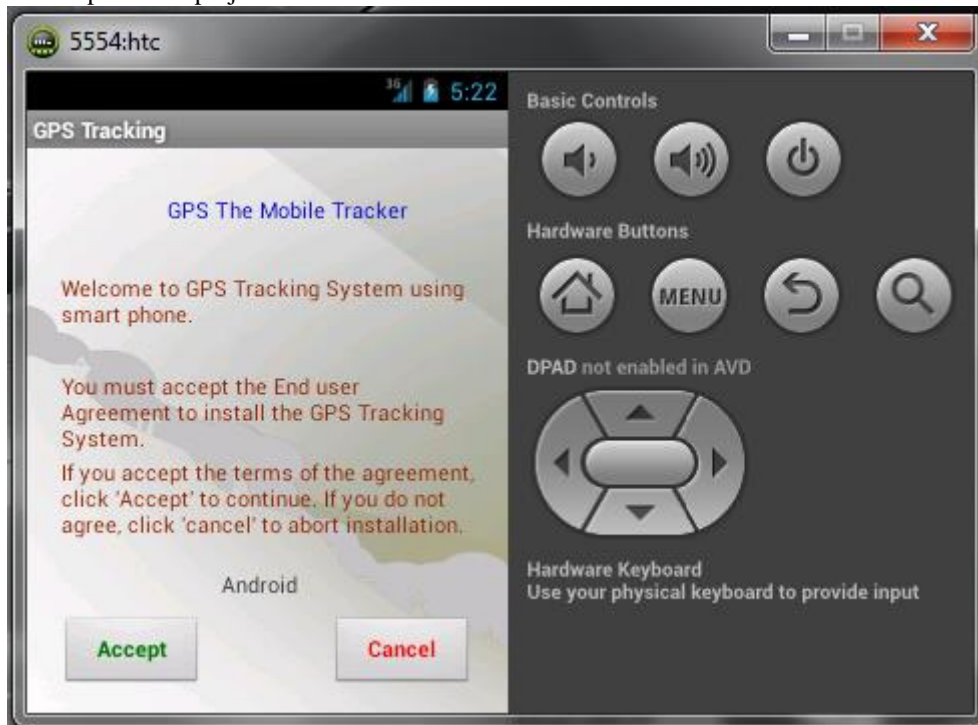 5554:htc
3G 5:22
Basic Controls
GPS Tracking
GPS The Mobile Tracker
Hardware Buttons
Welcome to GPS Tracking System using
smart phone.
MENU
DPAD not enabled in AVD
You must accept the End user
Agreement to install the GPS Tracking
System.
If you accept the terms of the agreement,
click 'Accept' to continue. If you do not
agree, click 'cancel' to abort installation.
Hardware Keyboard
Use your physical keyboard to provide input
Android
Accept
Cancel